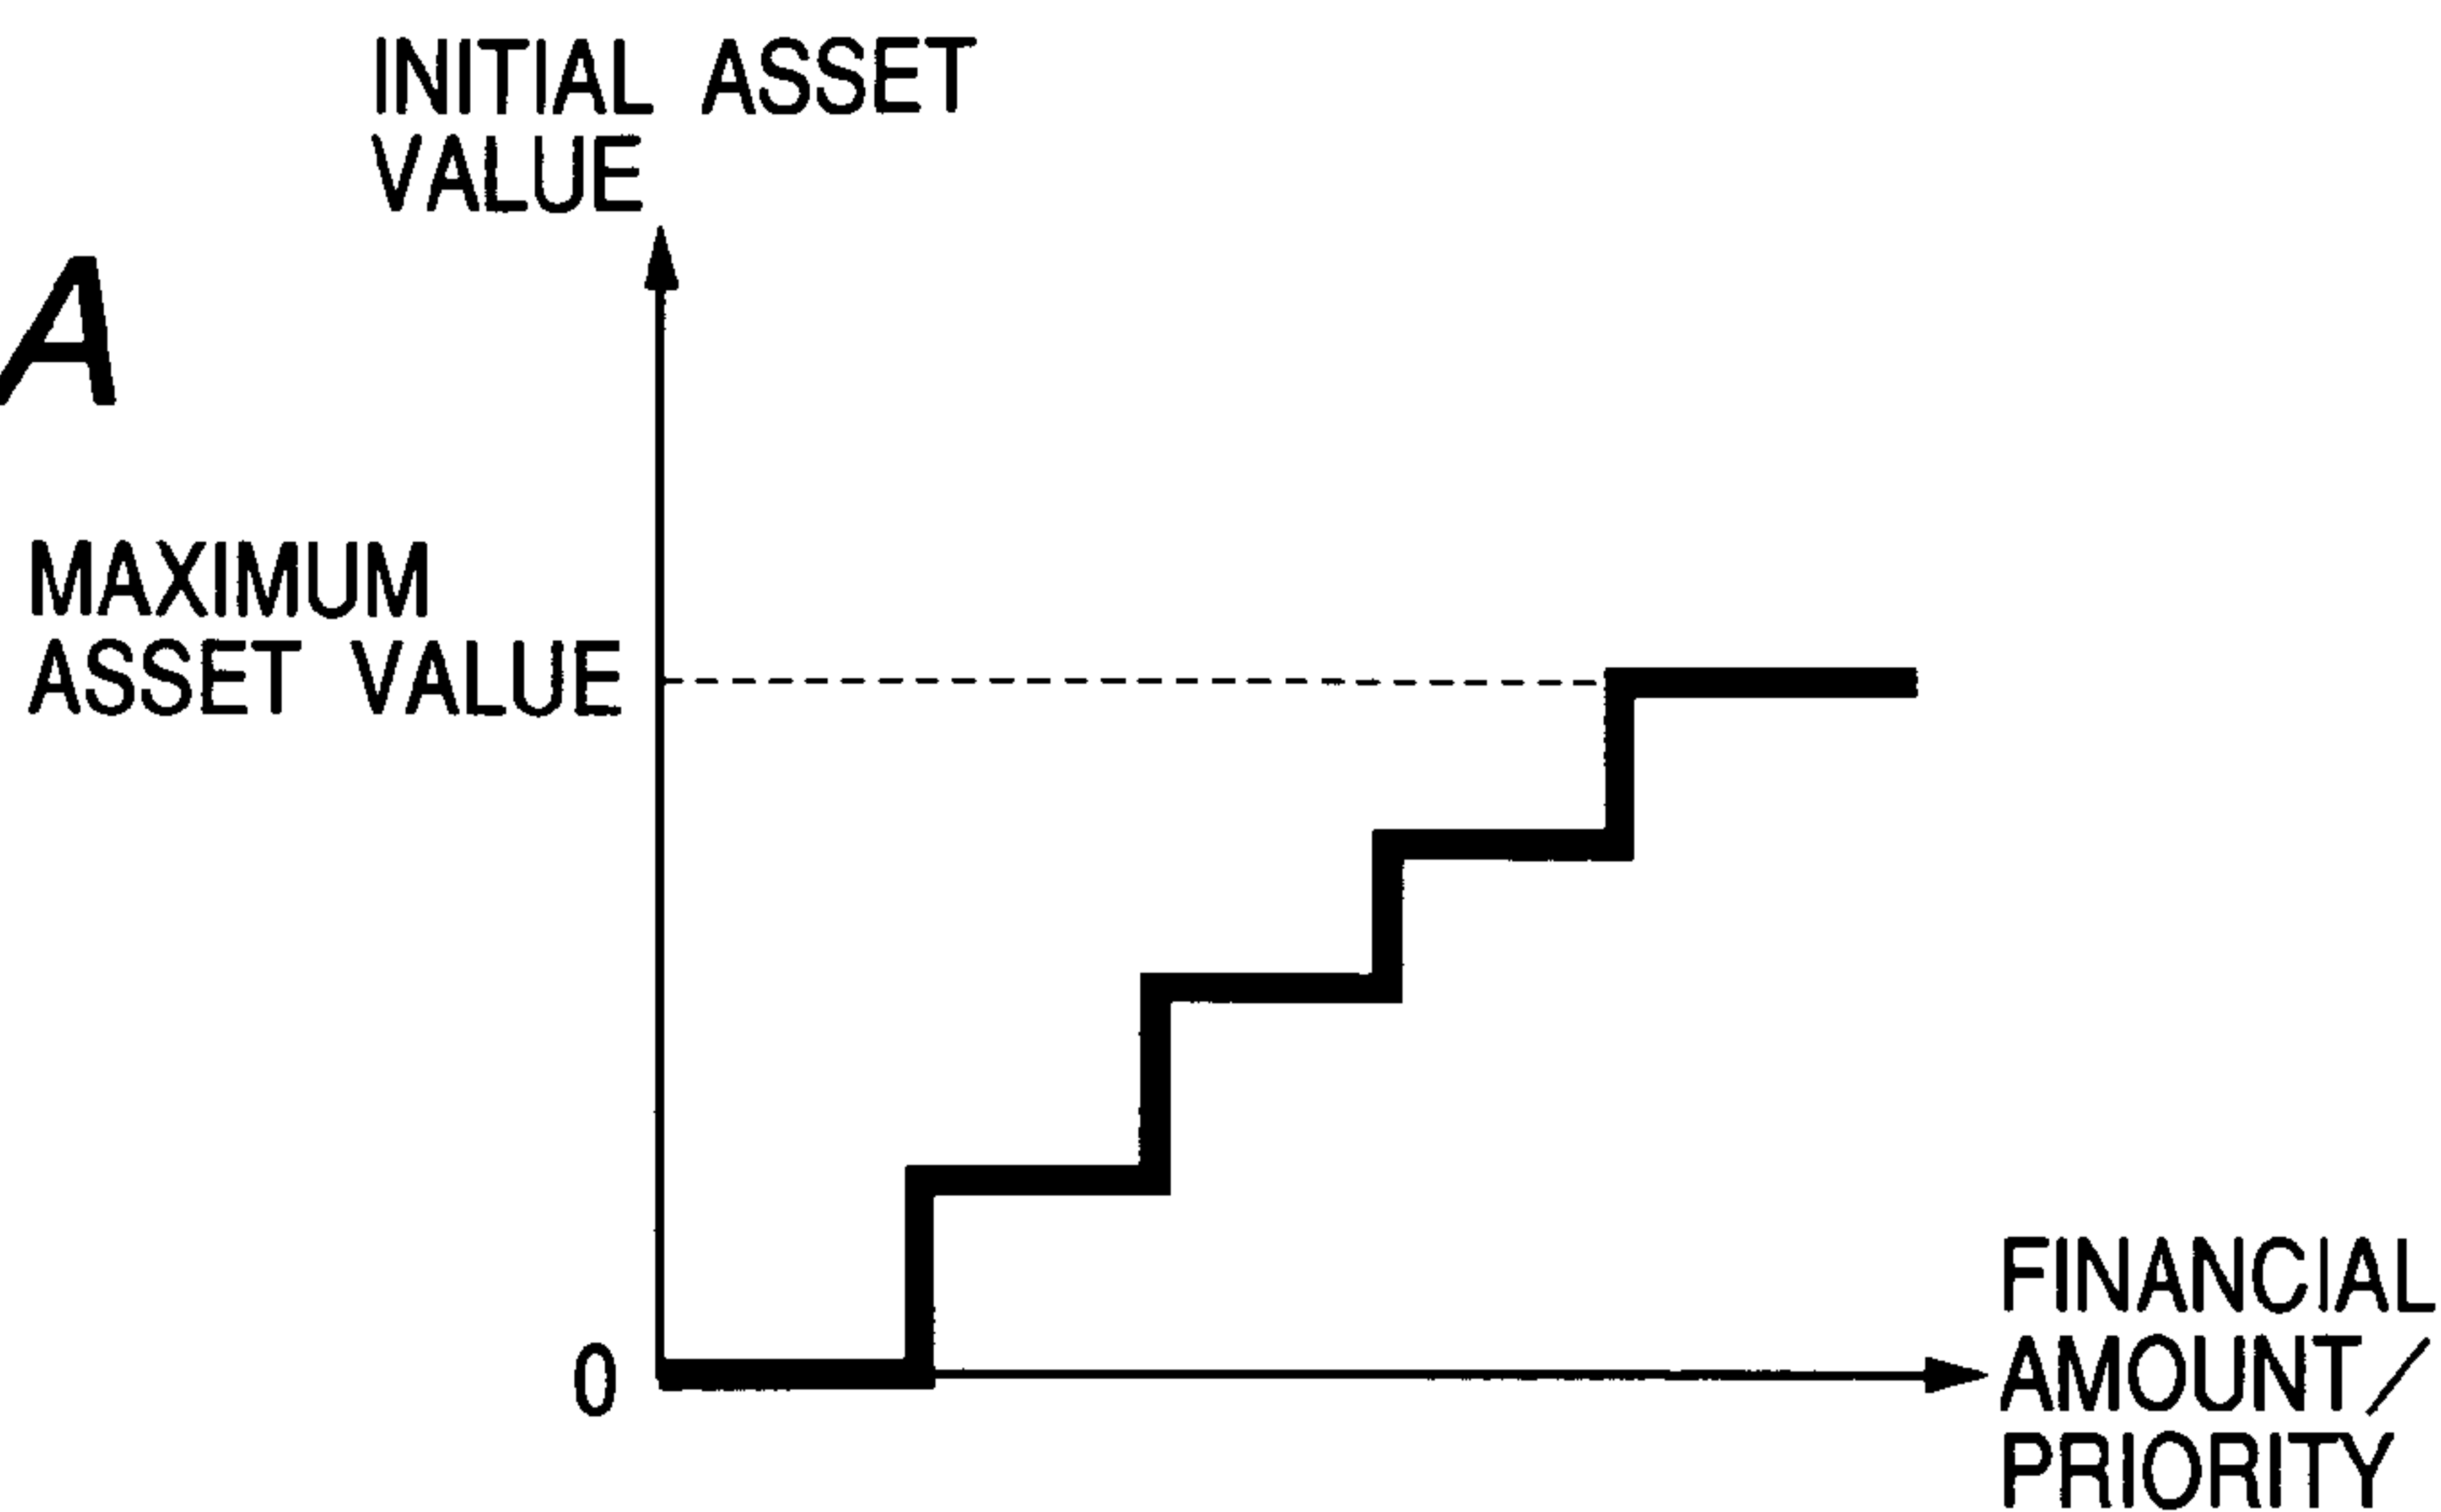 INITIAL ASSET
VALUE
A
MAXIMUM
ASSET VALUE
0
FINANCIAL
AMOUNT/
PRIORITY